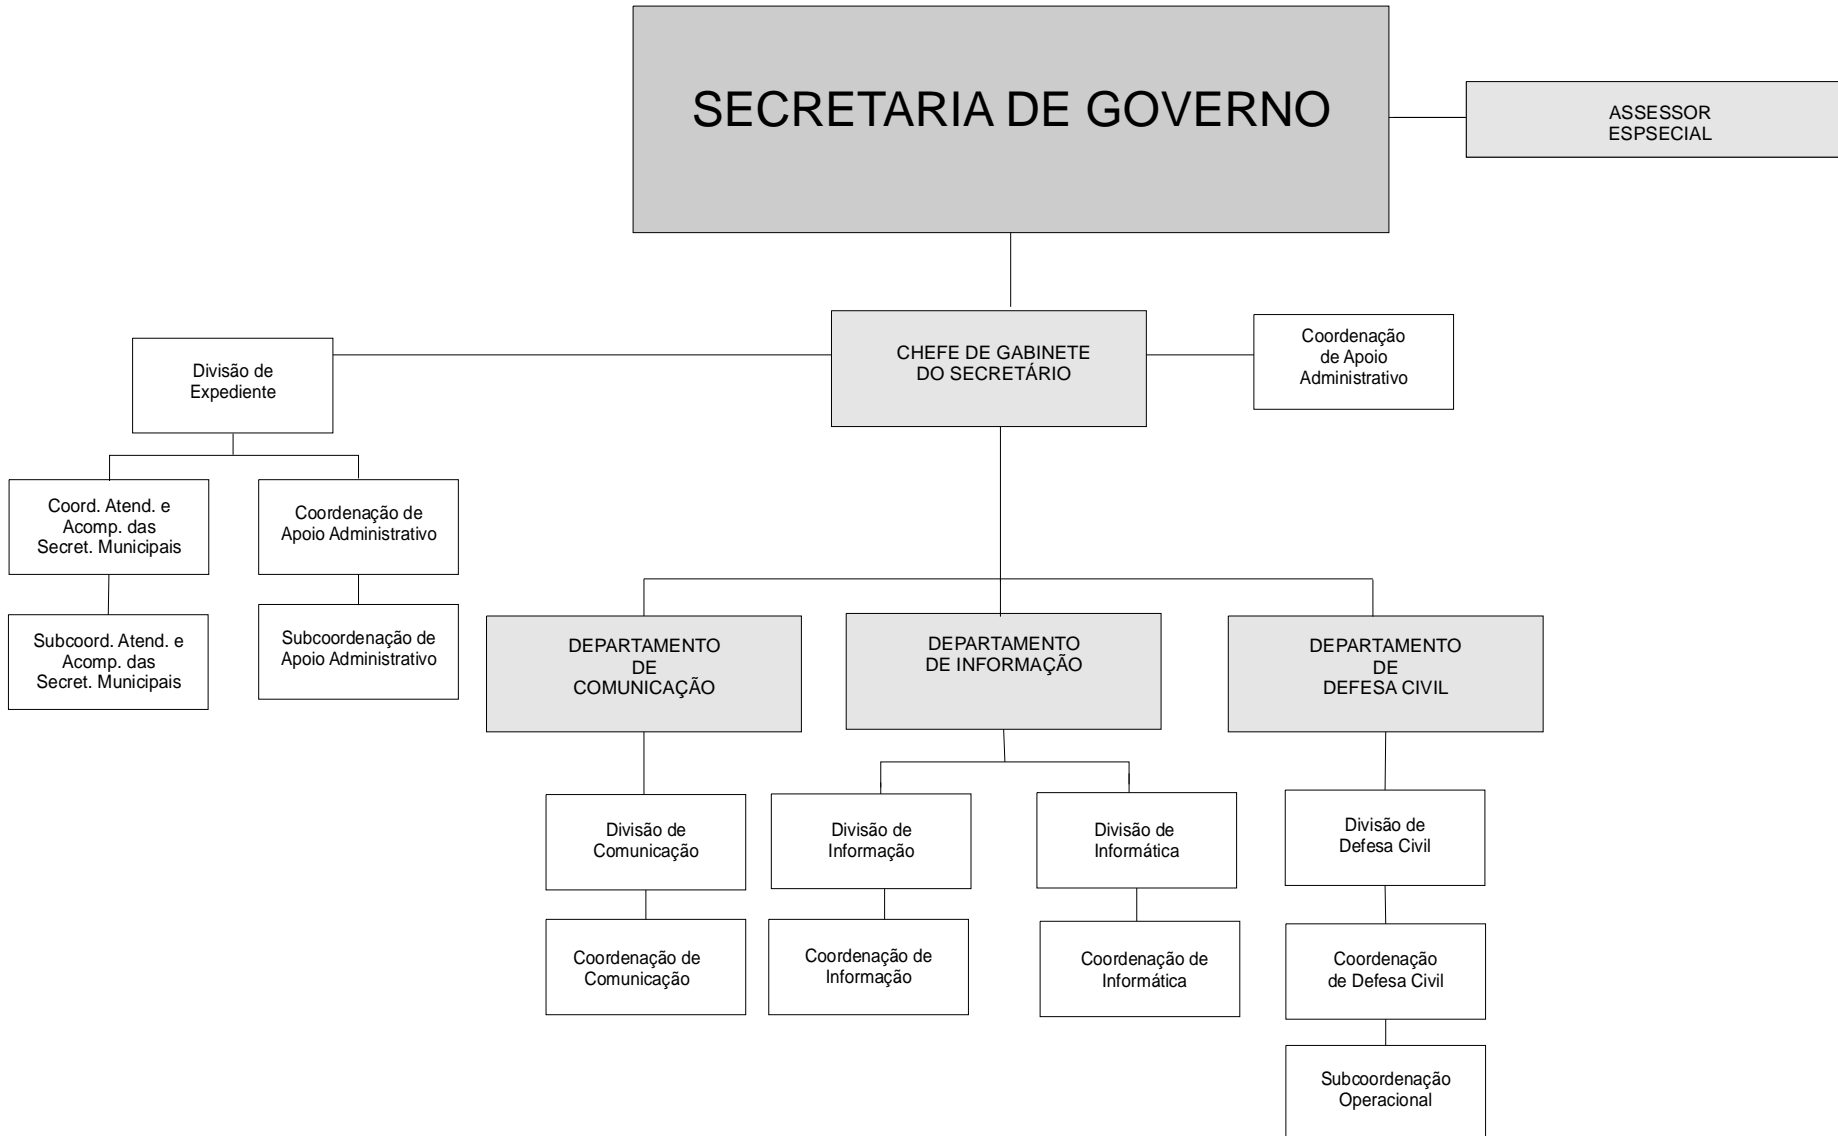 SECRETARIA DE GOVERNO
ASSESSOR
ESPSECIAL
CHEFE DE GABINETE
DO SECRETÁRIO
Coordenação
de Apoio
Administrativo
Divisão de
Expediente
Coord. Atend. e
Acomp. das
Secret. Municipais
Coordenação de
Apoio Administrativo
Subcoord. Atend. e
Acomp. das
Secret. Municipais
Subcoordenação de
Apoio Administrativo
DEPARTAMENTO
DE
COMUNICAÇÃO
DEPARTAMENTO
DE INFORMAÇÃO
DEPARTAMENTO
DE
DEFESA CIVIL
Divisão de
Comunicação
Divisão de
Informação
Divisão de
Informática
Divisão de
Defesa Civil
Coordenação de
Comunicação
Coordenação de
Informação
Coordenação de
Informática
Coordenação
de Defesa Civil
Subcoordenação
Operacional